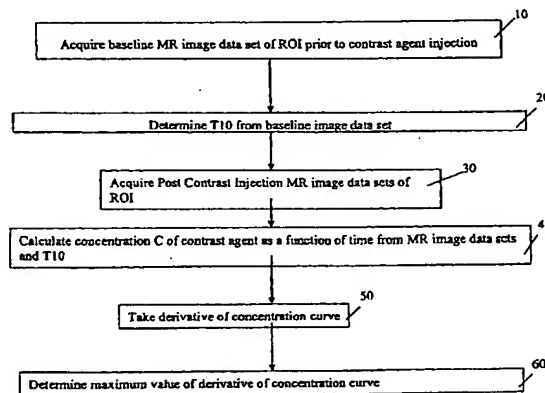 10
Acquire baseline MR image data set of ROI prior to contrast agent injection
20
Determine T10 from baseline image data set
30
Acquire Post Contrast Injection MR image data sets of
ROI
Calculate concentration C of contrast agent as a function of time from MR image data sets
and T10
50
Take derivative of concentration curve
60
Determine maximum value of derivative of concentration curve